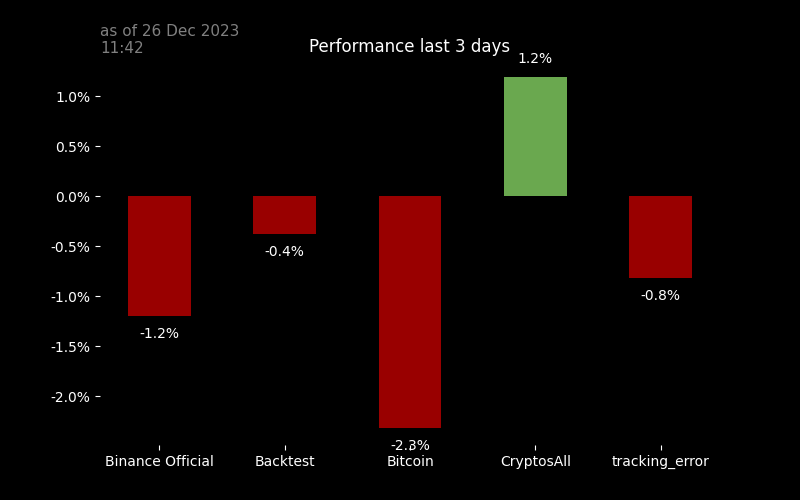 as of 26 Dec 2023
11:42
Performance last 3 days
1.2%
1.0%
0.5%
0.0%
-0.5%
-1.0%
-1.5%
-2.0%
-1.2%
-0.4%
-2.3%
-0.8%
Binance Official
Backtest
Bitcoin
CryptosAll
tracking_error